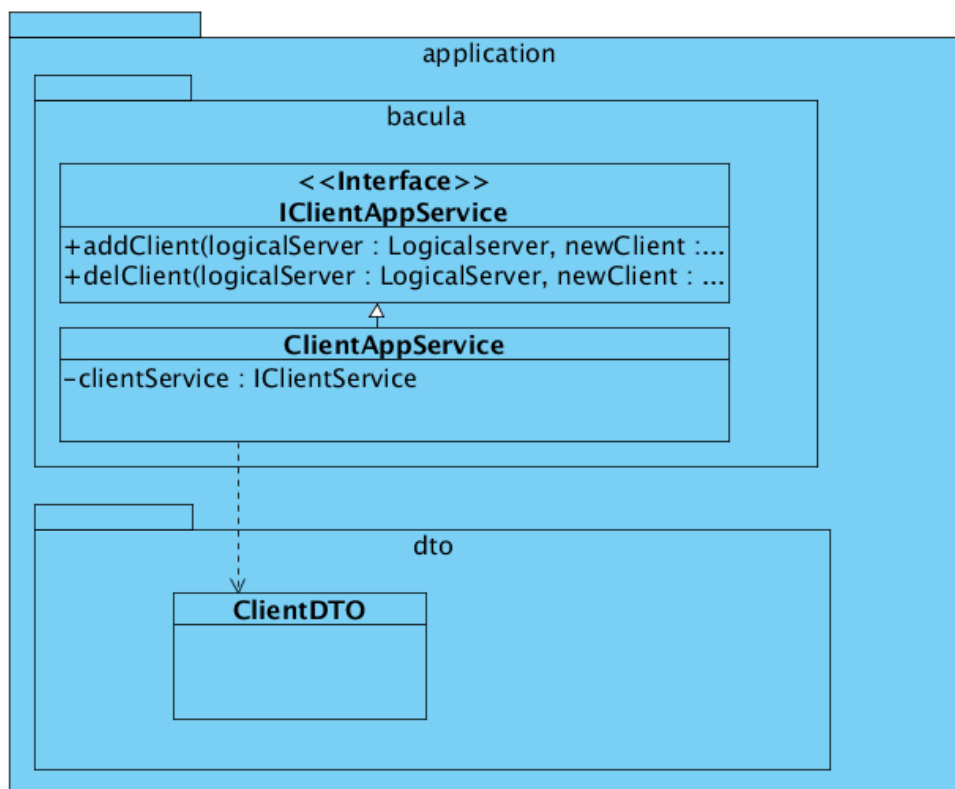 application
bacula
<<Interface>>
IClientAppService
+addClient(logicalServer : Logicalserver, newClient :...
+delClient(logicalServer : LogicalServer, newClient : ...
ClientAppService
-clientService : IClientService
dto
ClientDTO